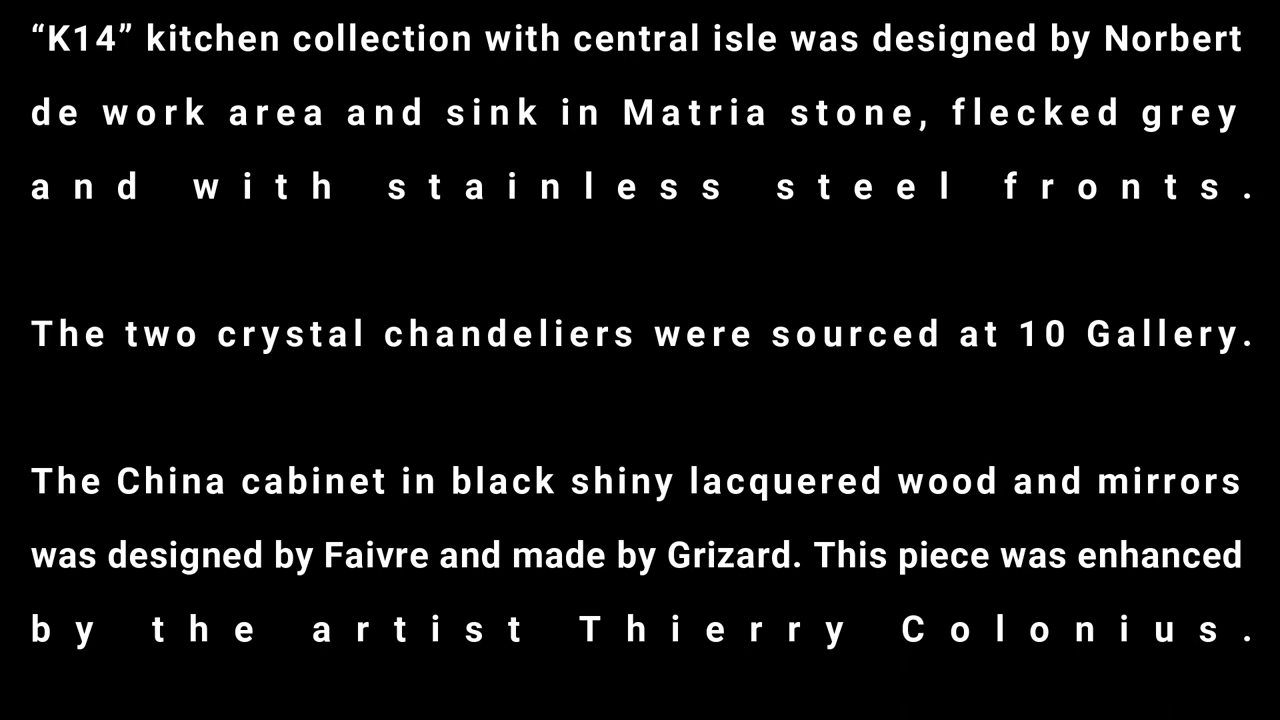 “K14” kitchen collection with central isle was designed by Norbert
de work area and sink in Matria stone, flecked grey
and with stainless steel fronts.
The two crystal chandeliers were sourced at 10 Gallery.
The China cabinet in black shiny lacquered wood and mirrors
was designed by Faivre and made by Grizard. This piece was enhanced
by the artist Thierry Colonius.